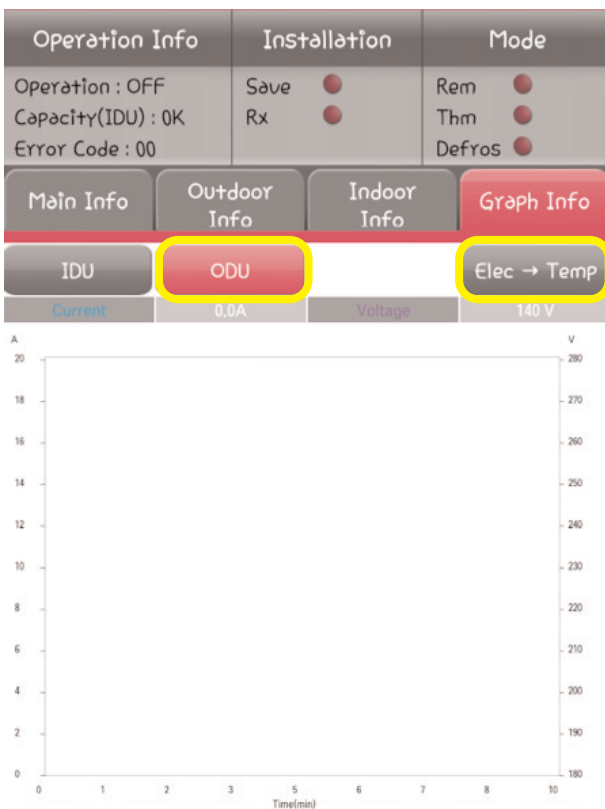 Operation Info Installation Mode
Operation : OFF Save Rem
Capacity(IDU) : 0K Rx Thm
Error Code : 00 Defros
Main Info Outdoor Info Indoor Info Graph Info
IDU ODU Elec → Temp
Current 0.0A Voltage 140 V
A V
20 280
18 270
16 260
14 250
12 240
10 230
8 220
6 210
4 200
2 190
0 180
0 1 2 3 5 6 7 8 10
Time(min)